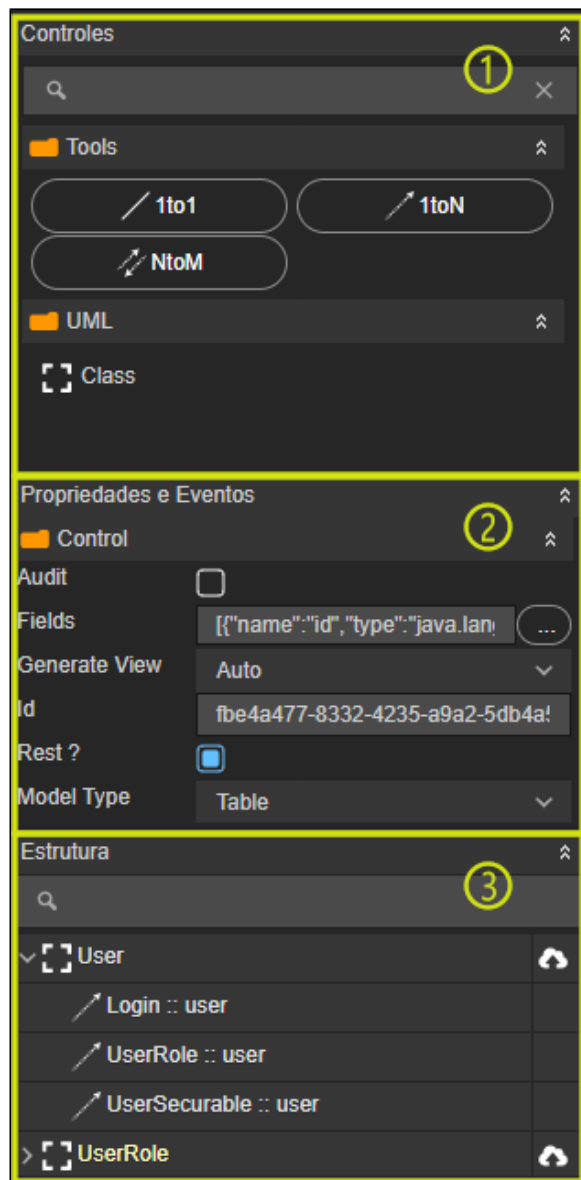 Controles
1
Tools
1to1
1toN
NtoM
UML
Class
Propriedades e Eventos
2
Control
Audit
Fields [{"name":"id","type":"java.lang ...
Generate View Auto
Id fbe4a477-8332-4235-a9a2-5db4a5
Rest ?
Model Type Table
Estrutura
3
User
Login :: user
UserRole :: user
UserSecurable :: user
UserRole